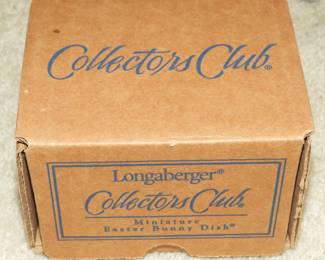 Collectors Club®
Longaberger®
Collectors Club®
Miniature
Easter Bunny Dish®